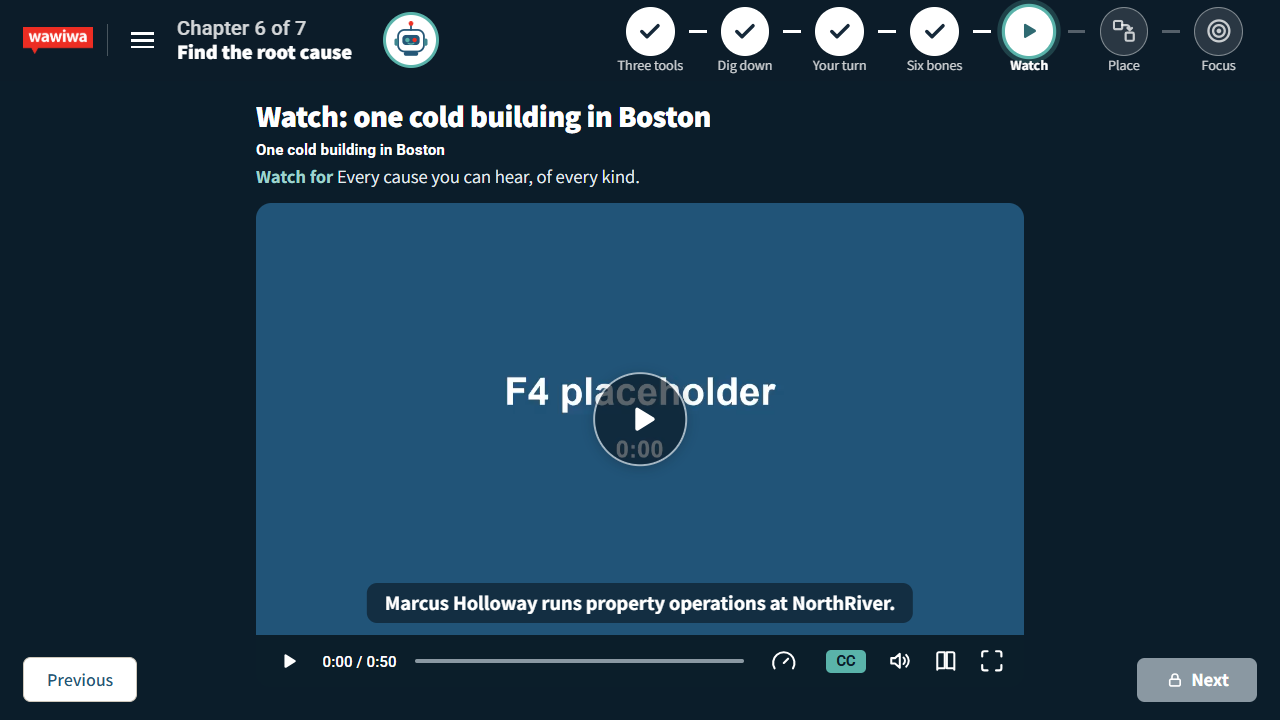 wawiwa
Chapter 6 of 7
Find the root cause
Three tools
Dig down
Your turn
Six bones
Watch
Place
Focus
Watch: one cold building in Boston
One cold building in Boston
Watch for Every cause you can hear, of every kind.
F4 placeholder
0:00
Marcus Holloway runs property operations at NorthRiver.
0:00 / 0:50
CC
Previous
Next